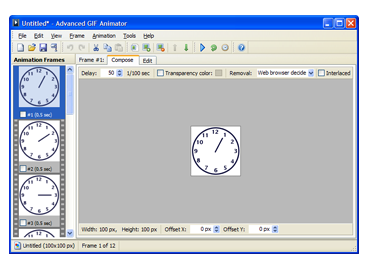 Untitled* - Advanced GIF Animator
File Edit View Frame Animation Tools Help
Animation Frames Frame #1: Compose Edit
Delay: 50 1/100 sec Transparency color: Removal: Web browser decide Interlaced
#1 (0.5 sec)
#2 (0.5 sec)
#3 (0.5 sec)
Width: 100 px, Height: 100 px Offset X: 0 px Offset Y: 0 px
Untitled (100x100 px) Frame 1 of 12